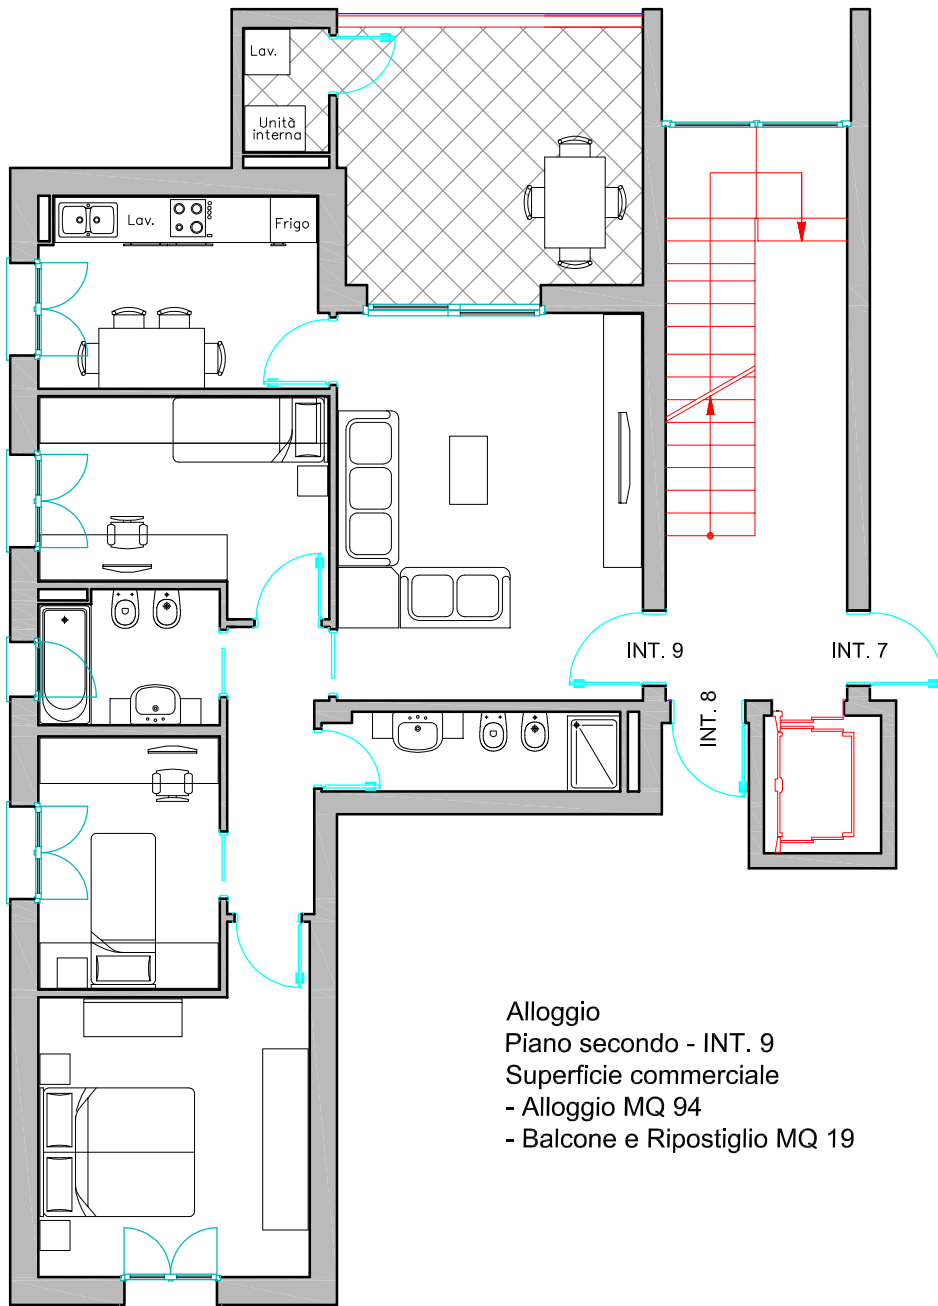 Lav.
Unità
interna
Lav.
Frigo
INT. 9
INT. 7
INT. 8
Alloggio
Piano secondo - INT. 9
Superficie commerciale
- Alloggio MQ 94
- Balcone e Ripostiglio MQ 19